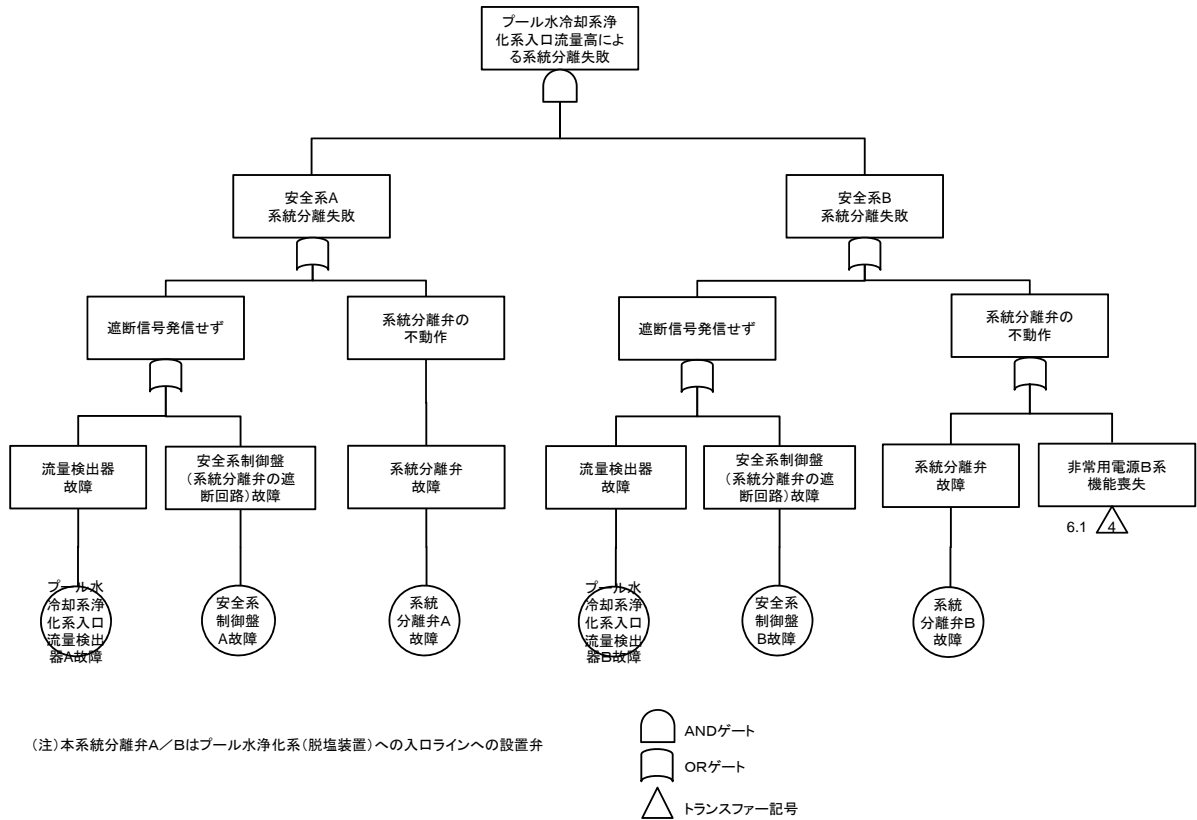 プール水冷却系浄
化系入口流量高によ
る系統分離失敗
安全系A
系統分離失敗
安全系B
系統分離失敗
遮断信号発信せず
系統分離弁の
不動作
遮断信号発信せず
系統分離弁の
不動作
流量検出器
故障
安全系制御盤
(系統分離弁の遮
断回路)故障
系統分離弁
故障
流量検出器
故障
安全系制御盤
(系統分離弁の遮
断回路)故障
系統分離弁
故障
非常用電源B系
機能喪失
6.1
4
プール水
冷却系浄
化系入口
流量検出
器A故障
安全系
制御盤
A故障
系統
分離弁A
故障
プール水
冷却系浄
化系入口
流量検出
器B故障
安全系
制御盤
B故障
系統
分離弁B
故障
(注)本系統分離弁A/Bはプール水浄化系(脱塩装置)への入口ラインへの設置弁
ANDゲート
ORゲート
トランスファー記号